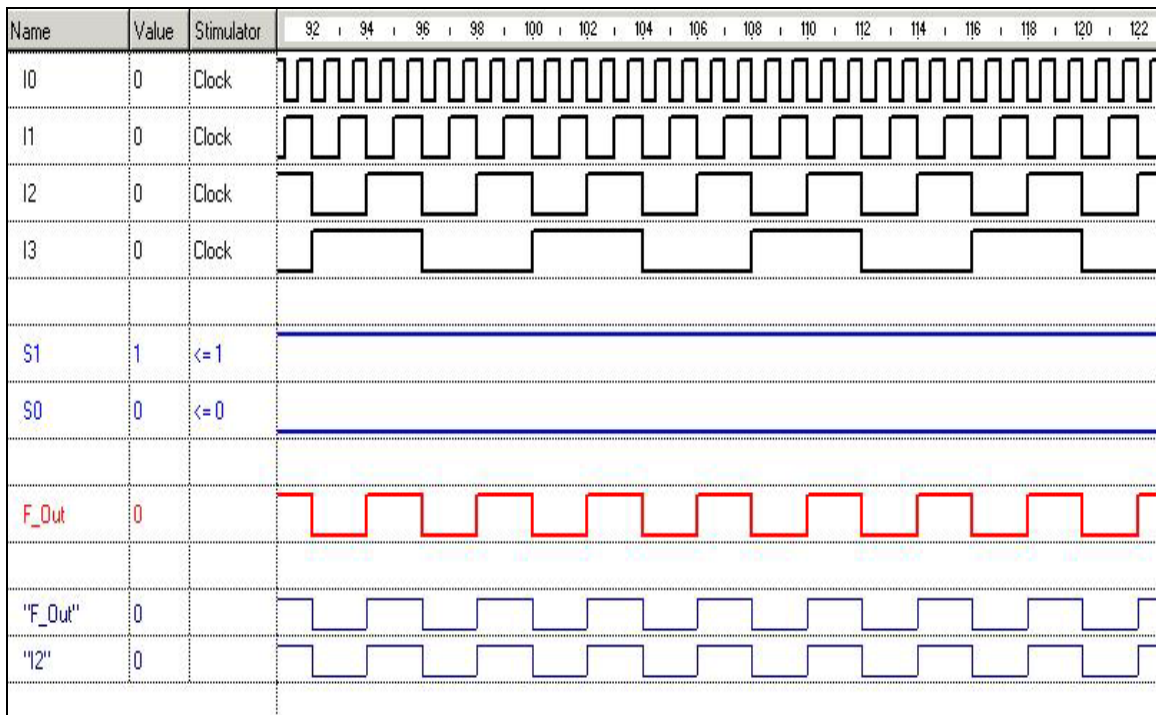 Name Value Stimulator 92 94 96 98 100 102 104 106 108 110 112 114 116 118 120 122
I0 0 Clock
I1 0 Clock
I2 0 Clock
I3 0 Clock
S1 1 <= 1
S0 0 <= 0
F_Out 0
"F_Out" 0
"I2" 0